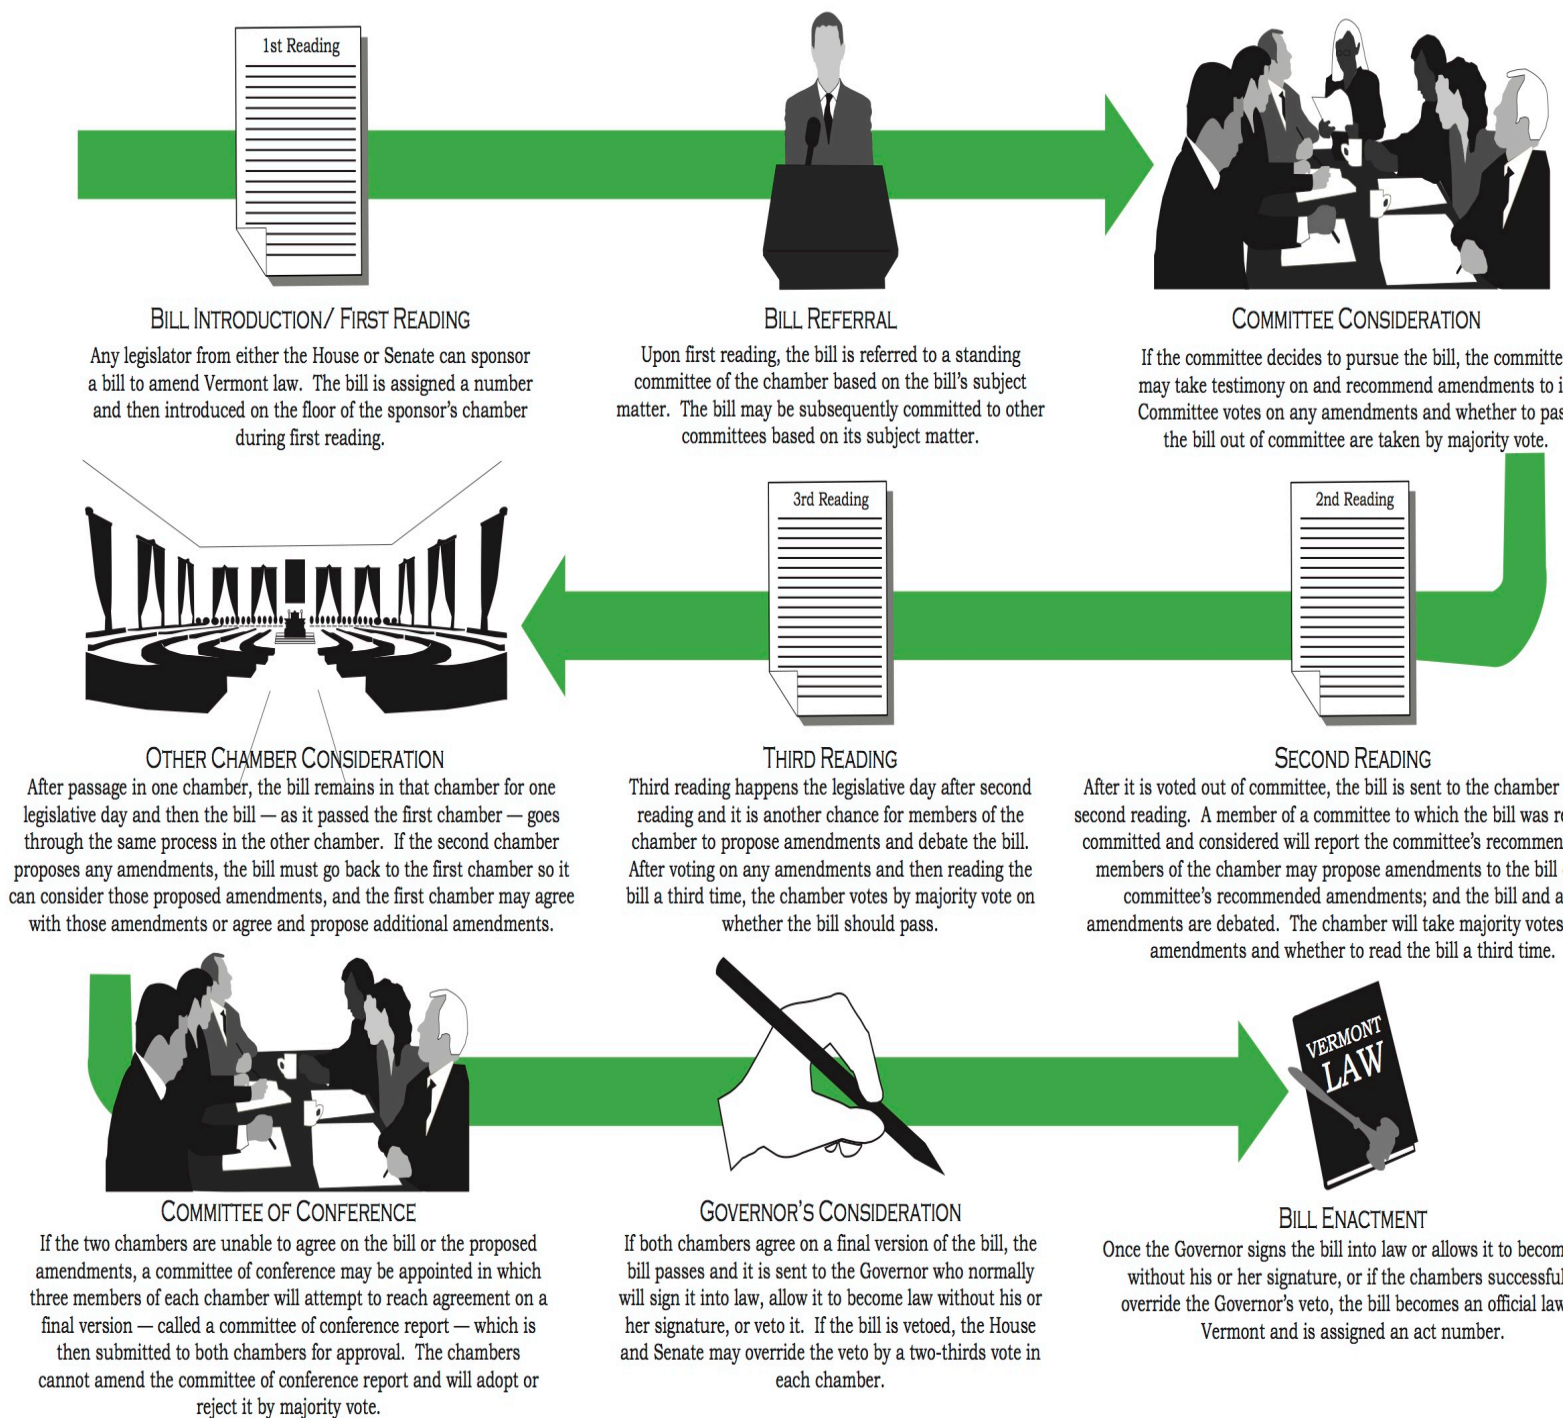 1st Reading
BILL INTRODUCTION/ FIRST READING
Any legislator from either the House or Senate can sponsor
a bill to amend Vermont law. The bill is assigned a number
and then introduced on the floor of the sponsor's chamber
during first reading.
BILL REFERRAL
Upon first reading, the bill is referred to a standing
committee of the chamber based on the bill's subject
matter. The bill may be subsequently committed to other
committees based on its subject matter.
COMMITTEE CONSIDERATION
If the committee decides to pursue the bill, the
may take testimony on and recommend amendments to
Committee votes on any amendments and whether to
the bill out of committee are taken by majority vote.
2nd Reading
SECOND READING
After it is voted out of committee, the bill is sent to the chamber
second reading. A member of a committee to which the bill was
committed and considered will report the committee's
members of the chamber may propose amendments to the bill
committee's recommended amendments; and the bill and
amendments are debated. The chamber will take majority votes
amendments and whether to read the bill a third time.
3rd Reading
THIRD READING
Third reading happens the legislative day after second
reading and it is another chance for members of the
chamber to propose amendments and debate the bill.
After voting on any amendments and then reading the
bill a third time, the chamber votes by majority vote on
whether the bill should pass.
OTHER CHAMBER CONSIDERATION
After passage in one chamber, the bill remains in that chamber for one
legislative day and then the bill — as it passed the first chamber — goes
through the same process in the other chamber. If the second chamber
proposes any amendments, the bill must go back to the first chamber so it
can consider those proposed amendments, and the first chamber may agree
with those amendments or agree and propose additional amendments.
COMMITTEE OF CONFERENCE
If the two chambers are unable to agree on the bill or the proposed
amendments, a committee of conference may be appointed in which
three members of each chamber will attempt to reach agreement on a
final version — called a committee of conference report — which is
then submitted to both chambers for approval. The chambers
cannot amend the committee of conference report and will adopt or
reject it by majority vote.
GOVERNOR'S CONSIDERATION
If both chambers agree on a final version of the bill, the
bill passes and it is sent to the Governor who normally
will sign it into law, allow it to become law without his or
her signature, or veto it. If the bill is vetoed, the House
and Senate may override the veto by a two-thirds vote in
each chamber.
VERMONT
LAW
BILL ENACTMENT
Once the Governor signs the bill into law or allows it to
without his or her signature, or if the chambers
override the Governor's veto, the bill becomes an official law
Vermont and is assigned an act number.